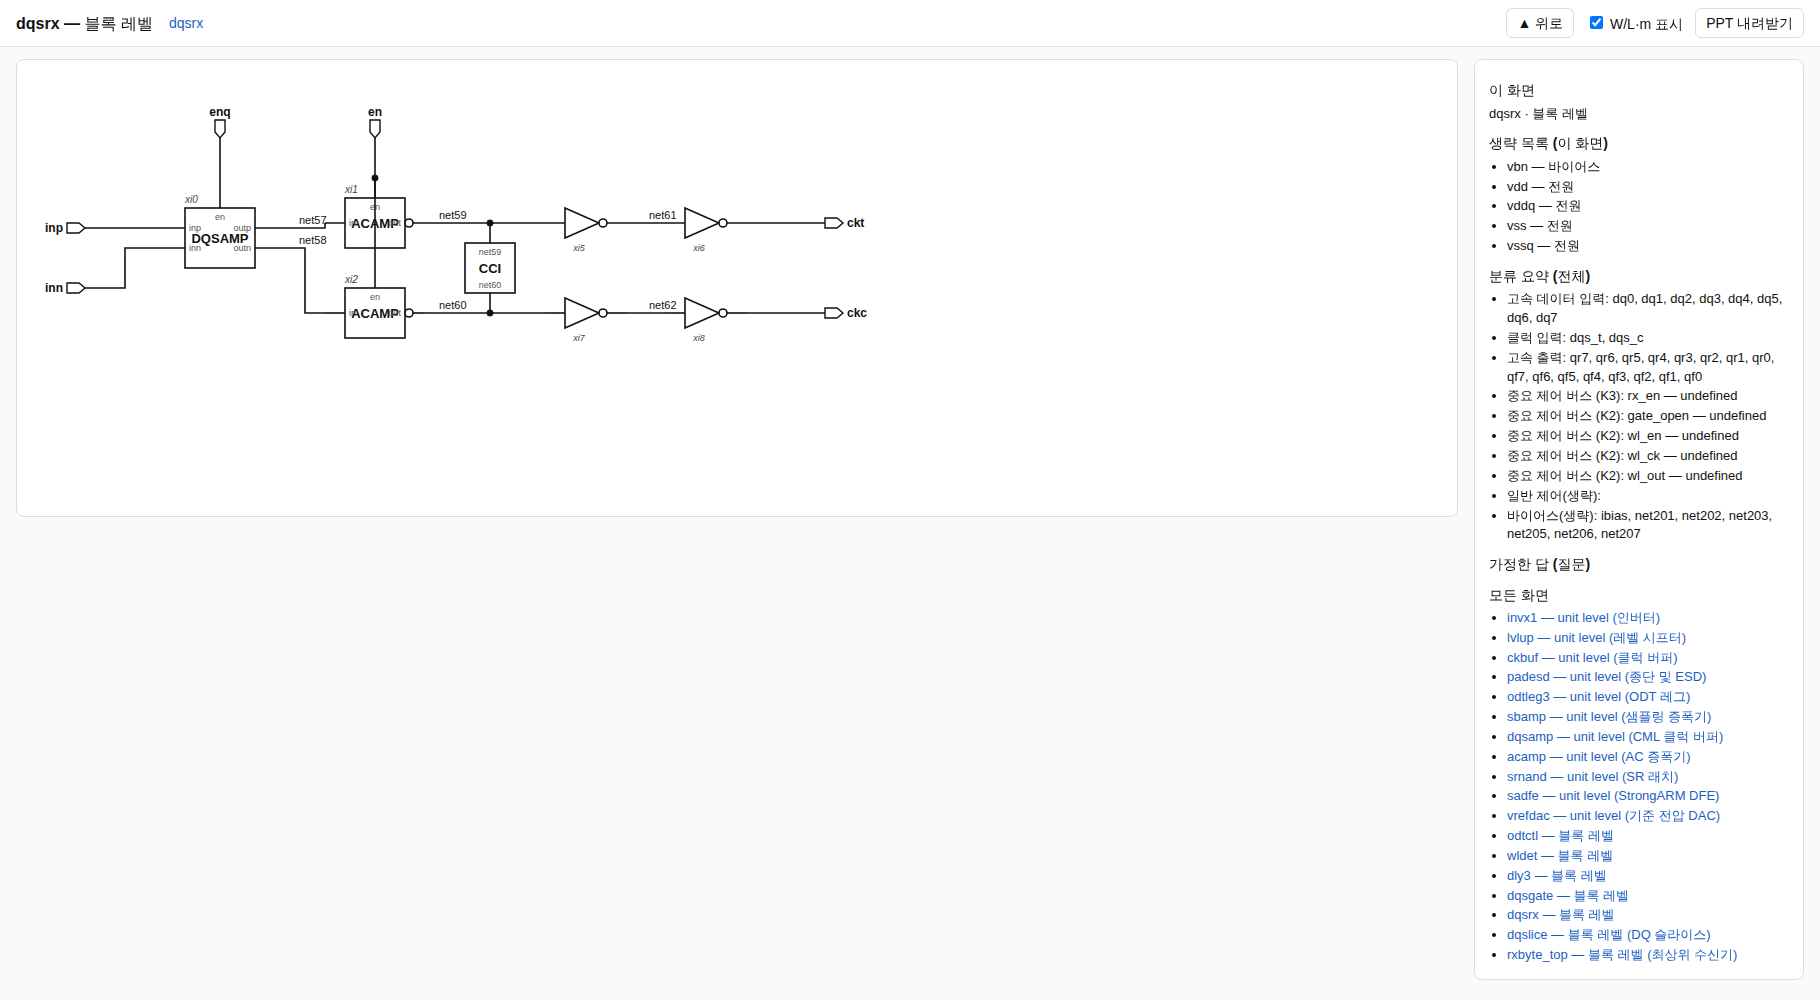 dqsrx — 블록 레벨 dqsrx
▲ 위로 W/L·m 표시 PPT 내려받기
enq en
xi0 xi1
en en
inp inp outp net57 ACAMP net59 net61 ckt
DQSAMP
inn outn net58 xi5 xi6
net59
CCI
xi2
inn en net60
ACAMP net60 net62 ckc
xi7 xi8
이 화면
dqsrx · 블록 레벨
생략 목록 (이 화면)
vbn — 바이어스
vdd — 전원
vddq — 전원
vss — 전원
vssq — 전원
분류 요약 (전체)
고속 데이터 입력: dq0, dq1, dq2, dq3, dq4, dq5,
dq6, dq7
클럭 입력: dqs_t, dqs_c
고속 출력: qr7, qr6, qr5, qr4, qr3, qr2, qr1, qr0,
qf7, qf6, qf5, qf4, qf3, qf2, qf1, qf0
중요 제어 버스 (K3): rx_en — undefined
중요 제어 버스 (K2): gate_open — undefined
중요 제어 버스 (K2): wl_en — undefined
중요 제어 버스 (K2): wl_ck — undefined
중요 제어 버스 (K2): wl_out — undefined
일반 제어(생략):
바이어스(생략): ibias, net201, net202, net203,
net205, net206, net207
가정한 답 (질문)
모든 화면
invx1 — unit level (인버터)
lvlup — unit level (레벨 시프터)
ckbuf — unit level (클럭 버퍼)
padesd — unit level (종단 및 ESD)
odtleg3 — unit level (ODT 레그)
sbamp — unit level (샘플링 증폭기)
dqsamp — unit level (CML 클럭 버퍼)
acamp — unit level (AC 증폭기)
srnand — unit level (SR 래치)
sadfe — unit level (StrongARM DFE)
vrefdac — unit level (기준 전압 DAC)
odtctl — 블록 레벨
wldet — 블록 레벨
dly3 — 블록 레벨
dqsgate — 블록 레벨
dqsrx — 블록 레벨
dqslice — 블록 레벨 (DQ 슬라이스)
rxbyte_top — 블록 레벨 (최상위 수신기)